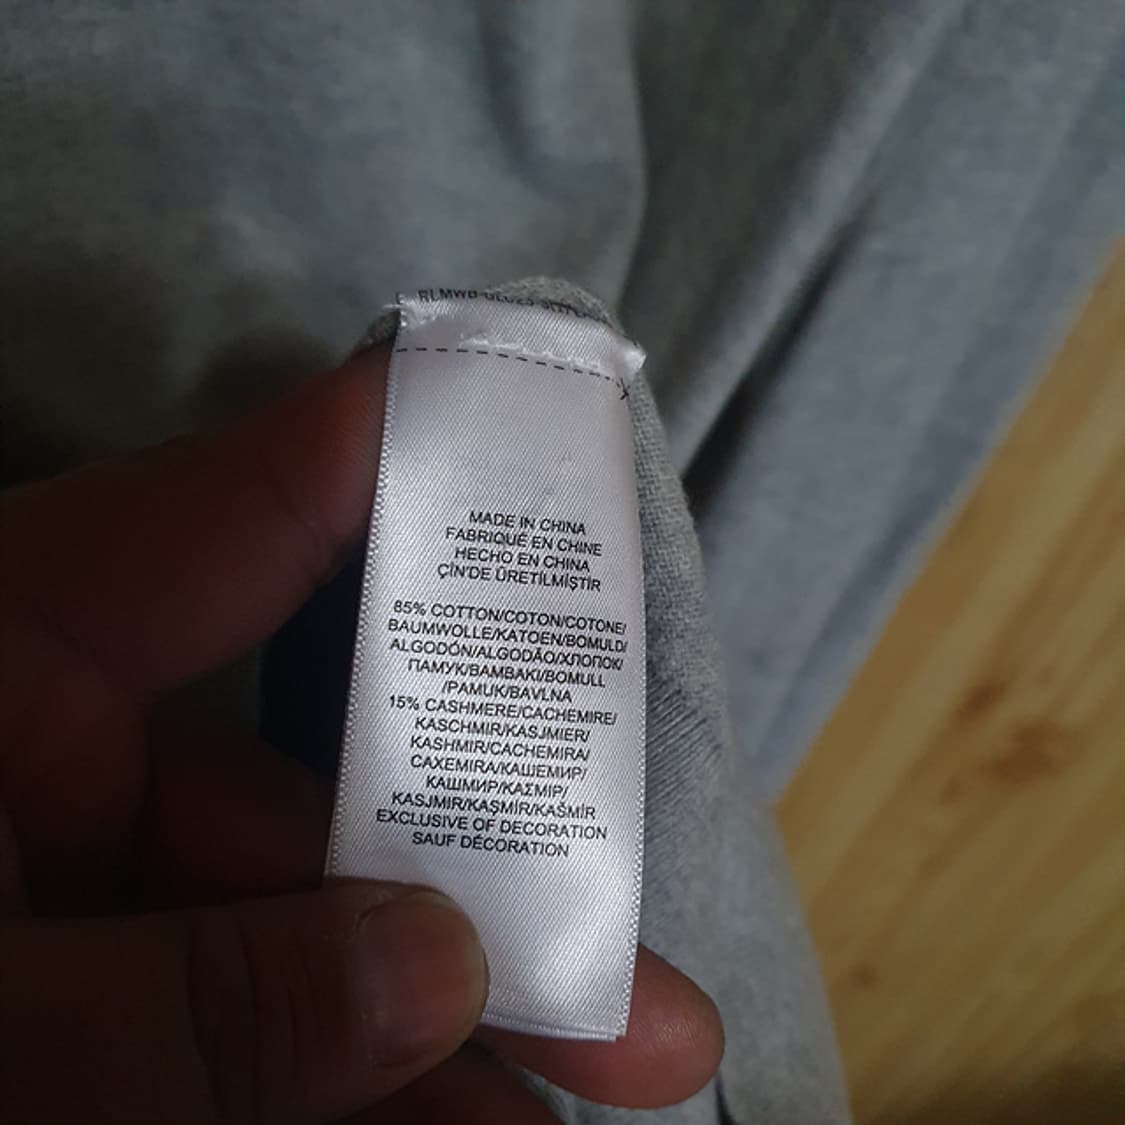 MADE IN CHINA
FABRIQUÉ EN CHINE
HECHO EN CHINA
ÇİN'DE ÜRETİLMİŞTİR
85% COTTON/COTON/COTONE/
BAUMWOLLE/KATOEN/BOMULD/
ALGODÓN/ALGODÃO/ХЛОПОК/
ПАМУК/BAMBAKI/BOMULL
/PAMUK/BAVLNA
15% CASHMERE/CACHEMIRE/
KASCHMIR/KASJMIER/
KASHMIR/CACHEMIRA/
CAXEMIRA/КАШЕМИР/
КАШМИР/ΚΑΣΜΙΡ/
KASJMIR/KAŞMİR/KAŠMÍR
EXCLUSIVE OF DECORATION
SAUF DÉCORATION